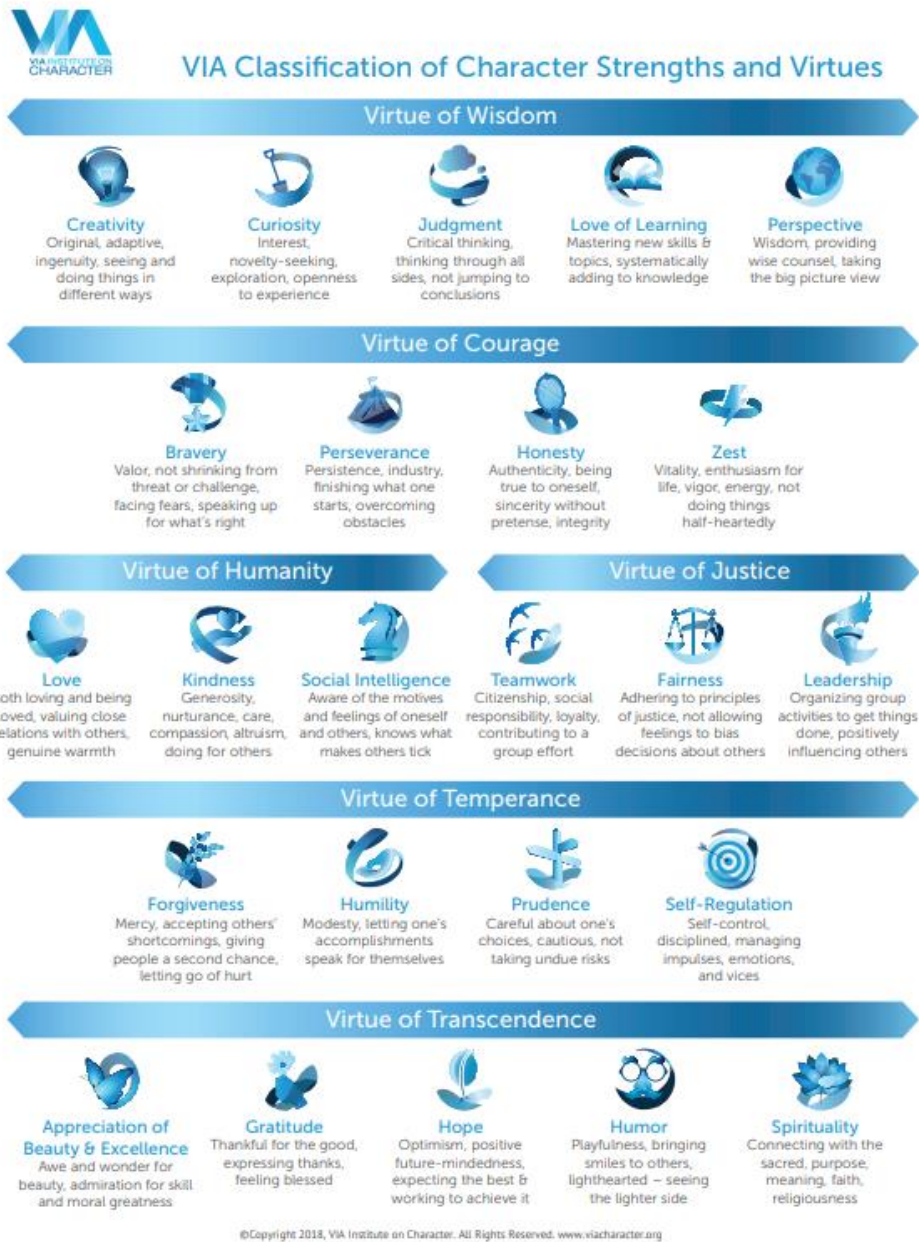 VIA INSTITUTE ON
CHARACTER
VIA Classification of Character Strengths and Virtues
Virtue of Wisdom
Creativity
Original, adaptive,
ingenuity, seeing and
doing things in
different ways
Curiosity
Interest,
novelty-seeking,
exploration, openness
to experience
Judgment
Critical thinking,
thinking through all
sides, not jumping to
conclusions
Love of Learning
Mastering new skills &
topics, systematically
adding to knowledge
Perspective
Wisdom, providing
wise counsel, taking
the big picture view
Virtue of Courage
Bravery
Valor, not shrinking from
threat or challenge,
facing fears, speaking up
for what's right
Perseverance
Persistence, industry,
finishing what one
starts, overcoming
obstacles
Honesty
Authenticity, being
true to oneself,
sincerity without
pretense, integrity
Zest
Vitality, enthusiasm for
life, vigor, energy, not
doing things
half-heartedly
Virtue of Humanity
Love
oth loving and being
oved, valuing close
elations with others,
genuine warmth
Kindness
Generosity,
nurturance, care,
compassion, altruism,
doing for others
Social Intelligence
Aware of the motives
and feelings of oneself
and others, knows what
makes others tick
Virtue of Justice
Teamwork
Citizenship, social
responsibility, loyalty,
contributing to a
group effort
Fairness
Adhering to principles
of justice, not allowing
feelings to bias
decisions about others
Leadership
Organizing group
activities to get things
done, positively
influencing others
Virtue of Temperance
Forgiveness
Mercy, accepting others'
shortcomings, giving
people a second chance,
letting go of hurt
Humility
Modesty, letting one's
accomplishments
speak for themselves
Prudence
Careful about one's
choices, cautious, not
taking undue risks
Self-Regulation
Self-control,
disciplined, managing
impulses, emotions,
and vices
Virtue of Transcendence
Appreciation of
Beauty & Excellence
Awe and wonder for
beauty, admiration for skill
and moral greatness
Gratitude
Thankful for the good,
expressing thanks,
feeling blessed
Hope
Optimism, positive
future-mindedness,
expecting the best &
working to achieve it
Humor
Playfulness, bringing
smiles to others,
lighthearted – seeing
the lighter side
Spirituality
Connecting with the
sacred, purpose,
meaning, faith,
religiousness
©Copyright 2018, VIA Institute on Character. All Rights Reserved. www.viacharacter.org